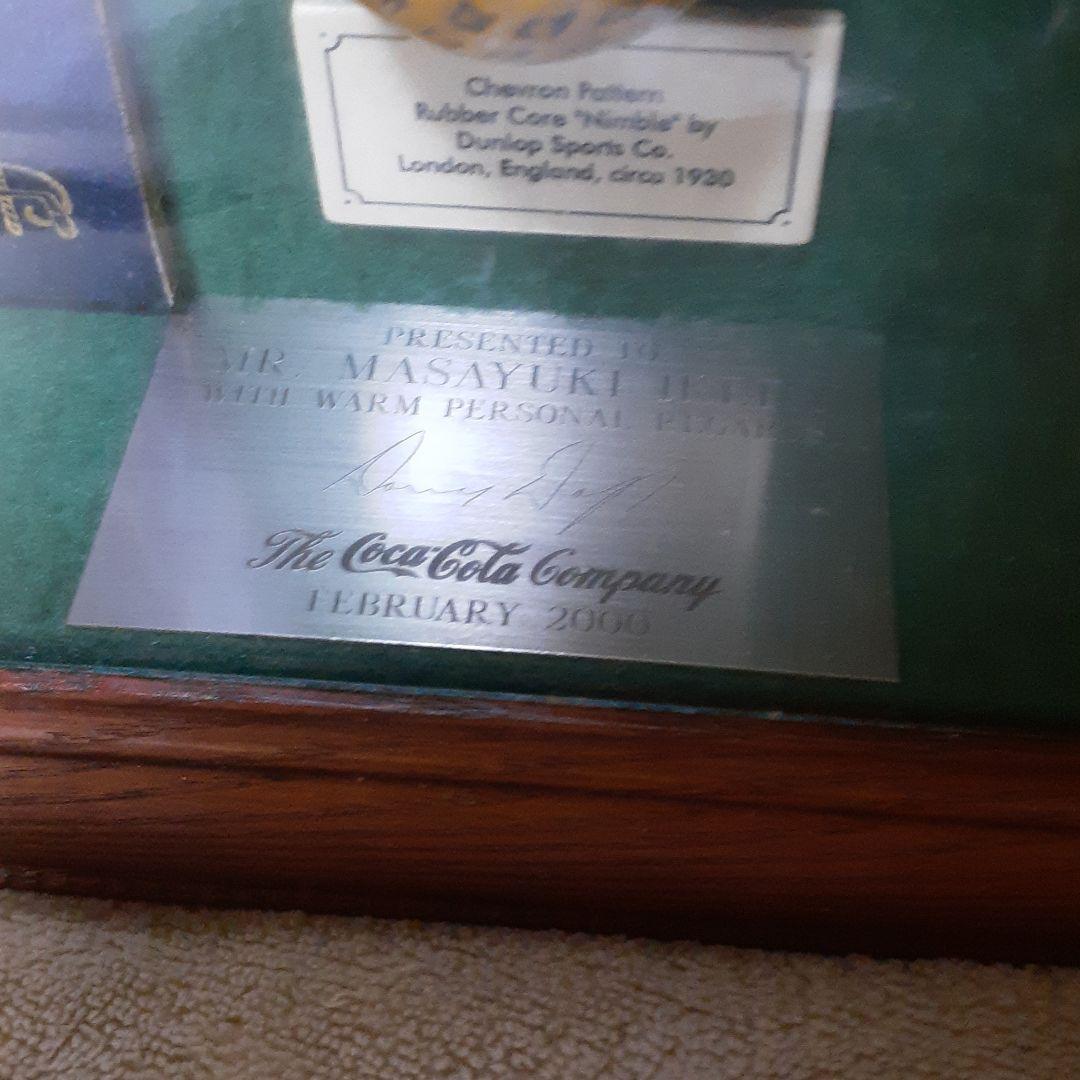 Chevron Pattern
Rubber Core "Nimble" by
Dunlop Sports Co.
London, England, circa 1930
PRESENTED TO
MR. MASAYUKI
WITH WARM PERSONAL
The Coca-Cola Company
FEBRUARY 2000